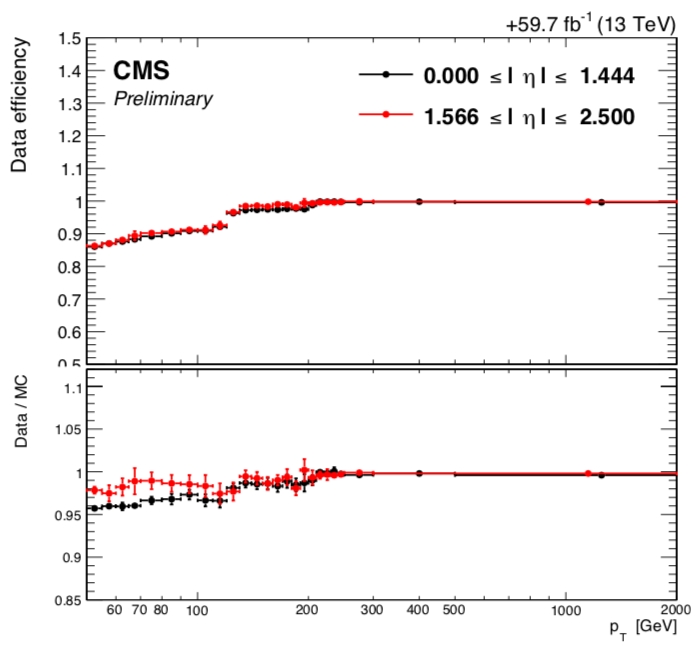 +59.7 fb⁻¹ (13 TeV)
Data efficiency
1.5
1.4
1.3
1.2
1.1
1
0.9
0.8
0.7
0.6
0.5
CMS
Preliminary
0.000 ≤| η | ≤ 1.444
1.566 ≤| η | ≤ 2.500
Data / MC
1.1
1.05
1
0.95
0.9
0.85
60 70 80 100 200 300 400 500 1000 2000
p_T [GeV]